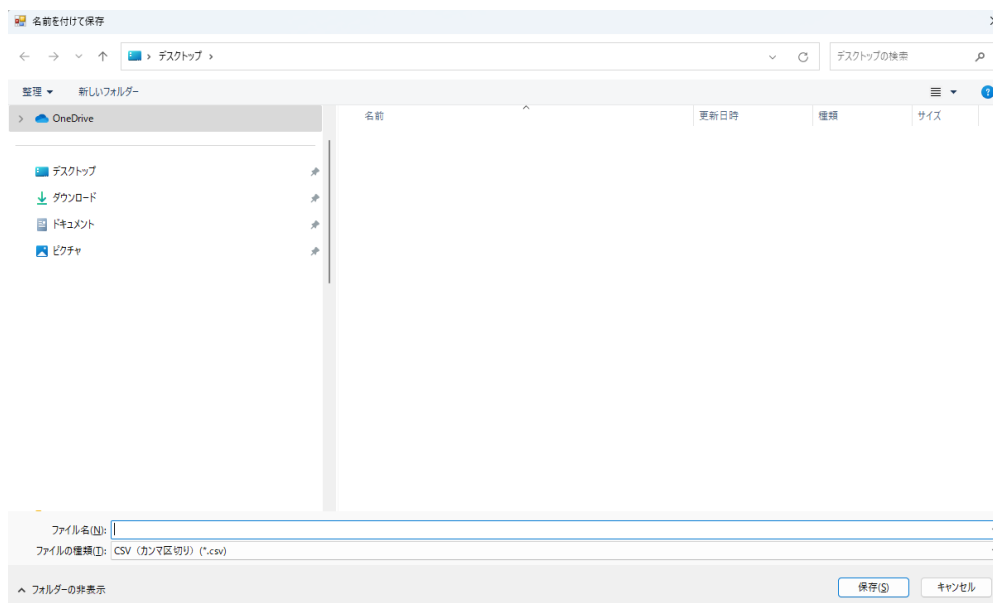 名前を付けて保存
デスクトップ
デスクトップの検索
整理 新しいフォルダー
OneDrive
名前 更新日時 種類 サイズ
デスクトップ
ダウンロード
ドキュメント
ピクチャ
ファイル名(N):
ファイルの種類(T): CSV（カンマ区切り）(*.csv)
フォルダーの非表示
保存(S) キャンセル